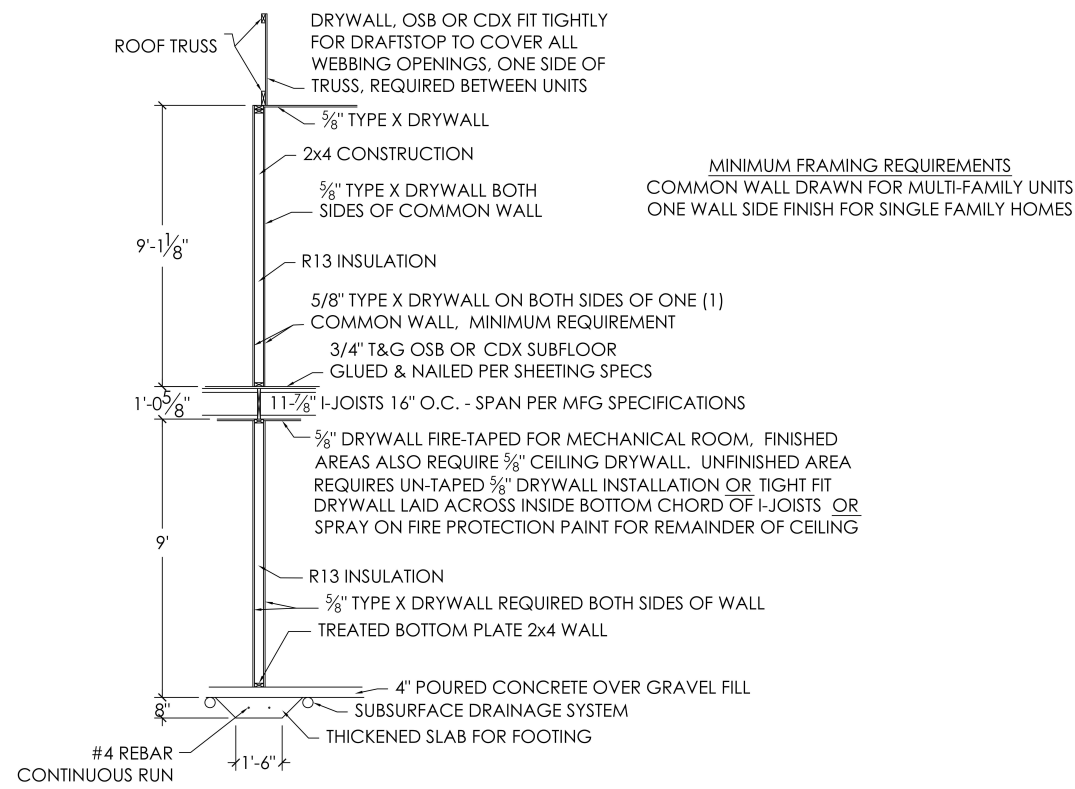 DRYWALL, OSB OR CDX FIT TIGHTLY
FOR DRAFTSTOP TO COVER ALL
WEBBING OPENINGS, ONE SIDE OF
TRUSS, REQUIRED BETWEEN UNITS
ROOF TRUSS
5/8" TYPE X DRYWALL
2x4 CONSTRUCTION
5/8" TYPE X DRYWALL BOTH
SIDES OF COMMON WALL
MINIMUM FRAMING REQUIREMENTS
COMMON WALL DRAWN FOR MULTI-FAMILY UNITS
ONE WALL SIDE FINISH FOR SINGLE FAMILY HOMES
9'-1 1/8"
R13 INSULATION
5/8" TYPE X DRYWALL ON BOTH SIDES OF ONE (1)
COMMON WALL, MINIMUM REQUIREMENT
3/4" T&G OSB OR CDX SUBFLOOR
GLUED & NAILED PER SHEETING SPECS
1'-0 5/8"
11-7/8" I-JOISTS 16" O.C. - SPAN PER MFG SPECIFICATIONS
5/8" DRYWALL FIRE-TAPED FOR MECHANICAL ROOM, FINISHED
AREAS ALSO REQUIRE 5/8" CEILING DRYWALL. UNFINISHED AREA
REQUIRES UN-TAPED 5/8" DRYWALL INSTALLATION OR TIGHT FIT
DRYWALL LAID ACROSS INSIDE BOTTOM CHORD OF I-JOISTS OR
SPRAY ON FIRE PROTECTION PAINT FOR REMAINDER OF CEILING
9'
R13 INSULATION
5/8" TYPE X DRYWALL REQUIRED BOTH SIDES OF WALL
TREATED BOTTOM PLATE 2x4 WALL
4" POURED CONCRETE OVER GRAVEL FILL
8"
SUBSURFACE DRAINAGE SYSTEM
THICKENED SLAB FOR FOOTING
#4 REBAR
CONTINUOUS RUN
1'-6"